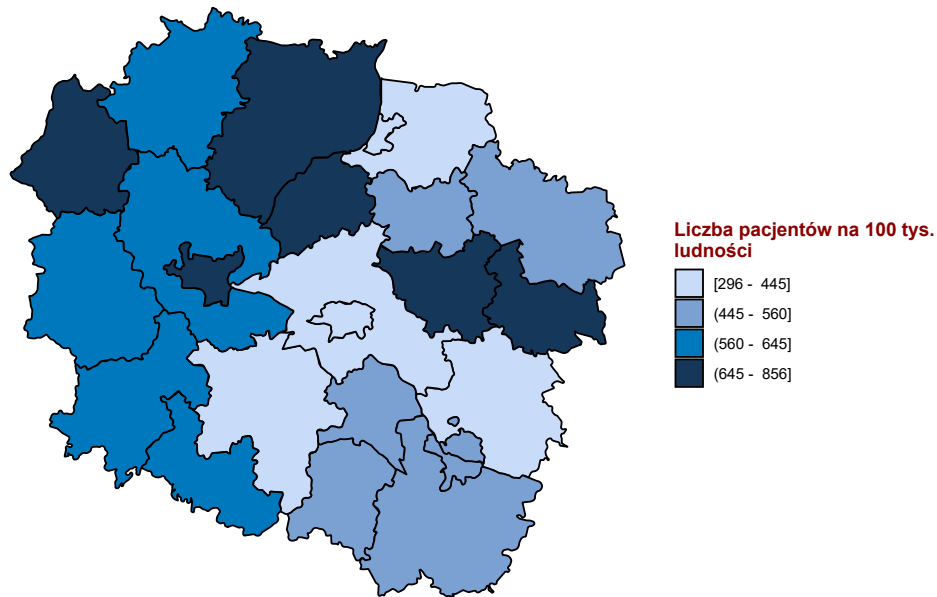 Liczba pacjentów na 100 tys.
ludności
[296 - 445]
(445 - 560]
(560 - 645]
(645 - 856]